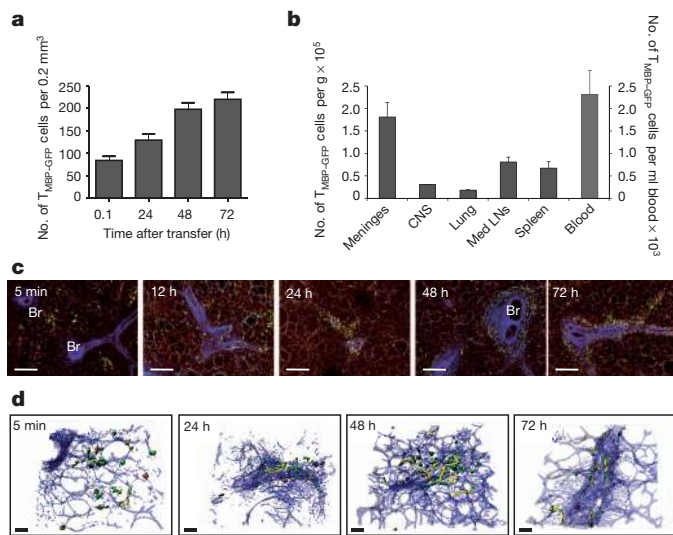 a
No. of T MBP–GFP cells per 0.2 mm³
250
200
150
100
50
0
0.1 24 48 72
Time after transfer (h)
b
No. of T MBP–GFP cells per g × 10⁵
2.5
2.0
1.5
1.0
0.5
0
Meninges CNS Lung Med LNs Spleen Blood
2.5
2.0
1.5
1.0
0.5
0
No. of T MBP–GFP cells per ml blood × 10³
c
5 min 12 h 24 h 48 h 72 h
Br Br Br
d
5 min 24 h 48 h 72 h